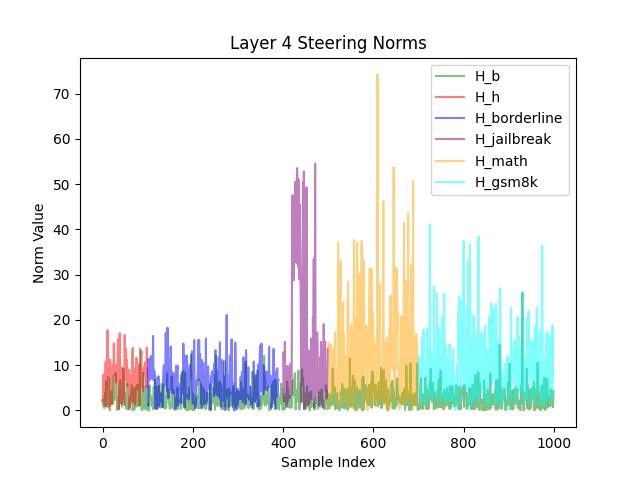 Layer 4 Steering Norms
Norm Value
70
60
50
40
30
20
10
0
H_b
H_h
H_borderline
H_jailbreak
H_math
H_gsm8k
0
200
400
600
800
1000
Sample Index